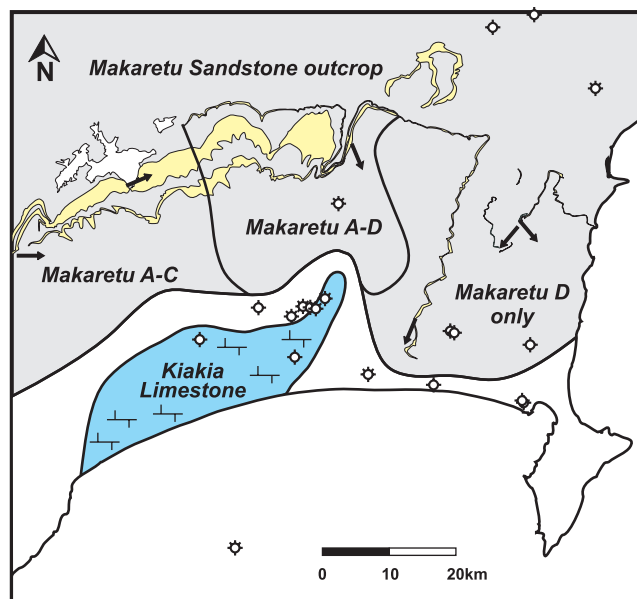 N
Makaretu Sandstone outcrop
Makaretu A-D
Makaretu A-C
Makaretu D
only
Kiakia
Limestone
0 10 20km